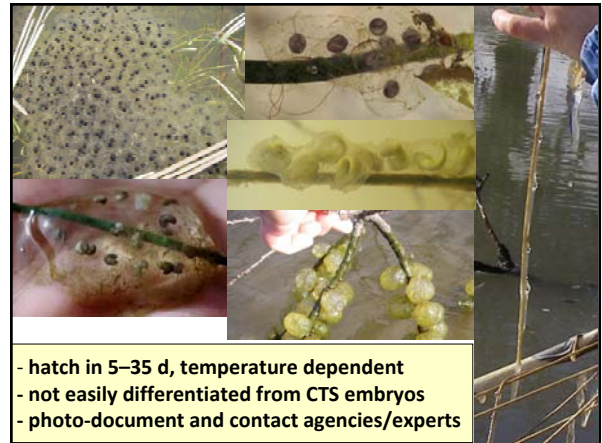 - hatch in 5–35 d, temperature dependent
- not easily differentiated from CTS embryos
- photo-document and contact agencies/experts